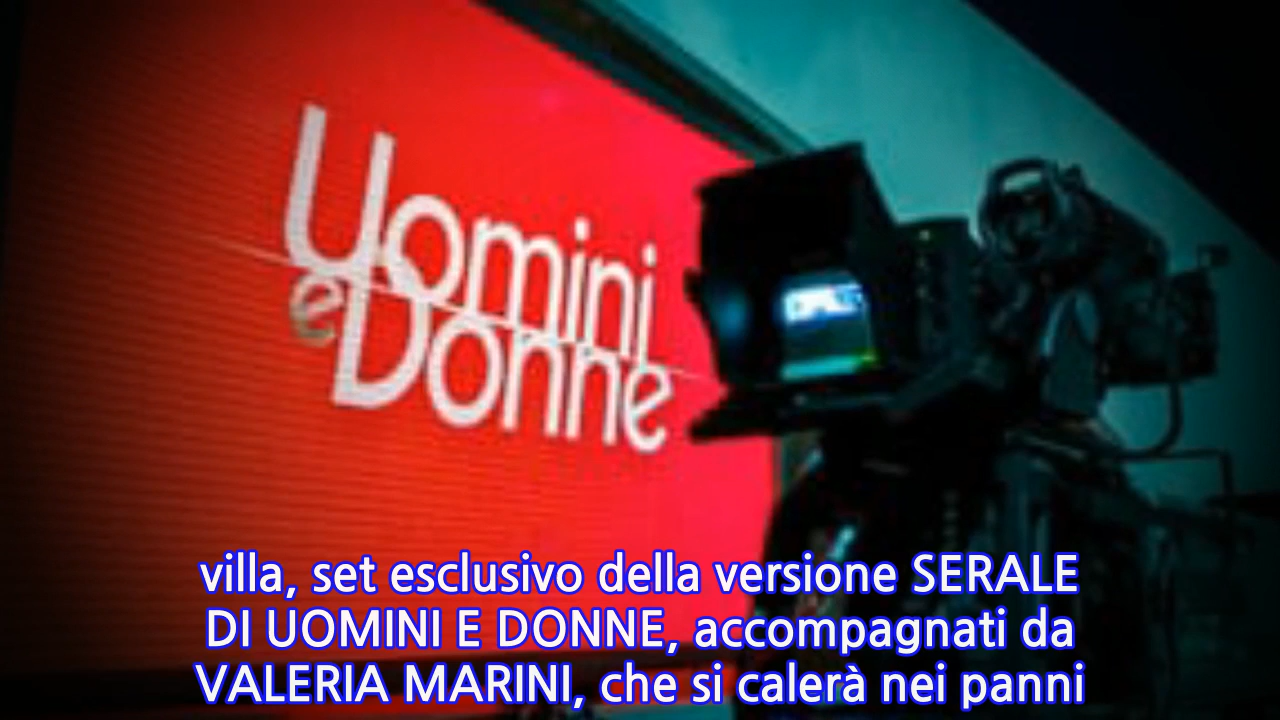 Uomini
e Donne
villa, set esclusivo della versione SERALE
DI UOMINI E DONNE, accompagnati da
VALERIA MARINI, che si calerà nei panni